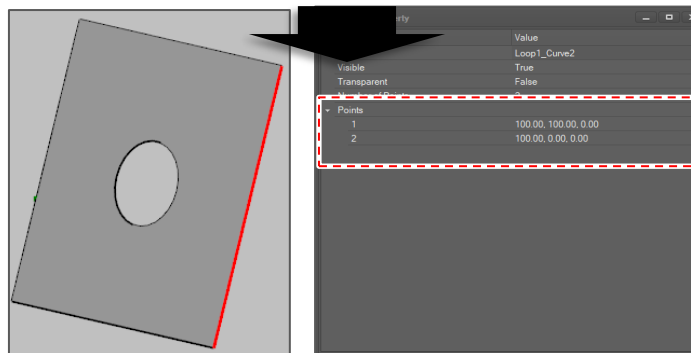 Value
Loop1_Curve2
Visible True
Transparent False
Points
1 100.00, 100.00, 0.00
2 100.00, 0.00, 0.00